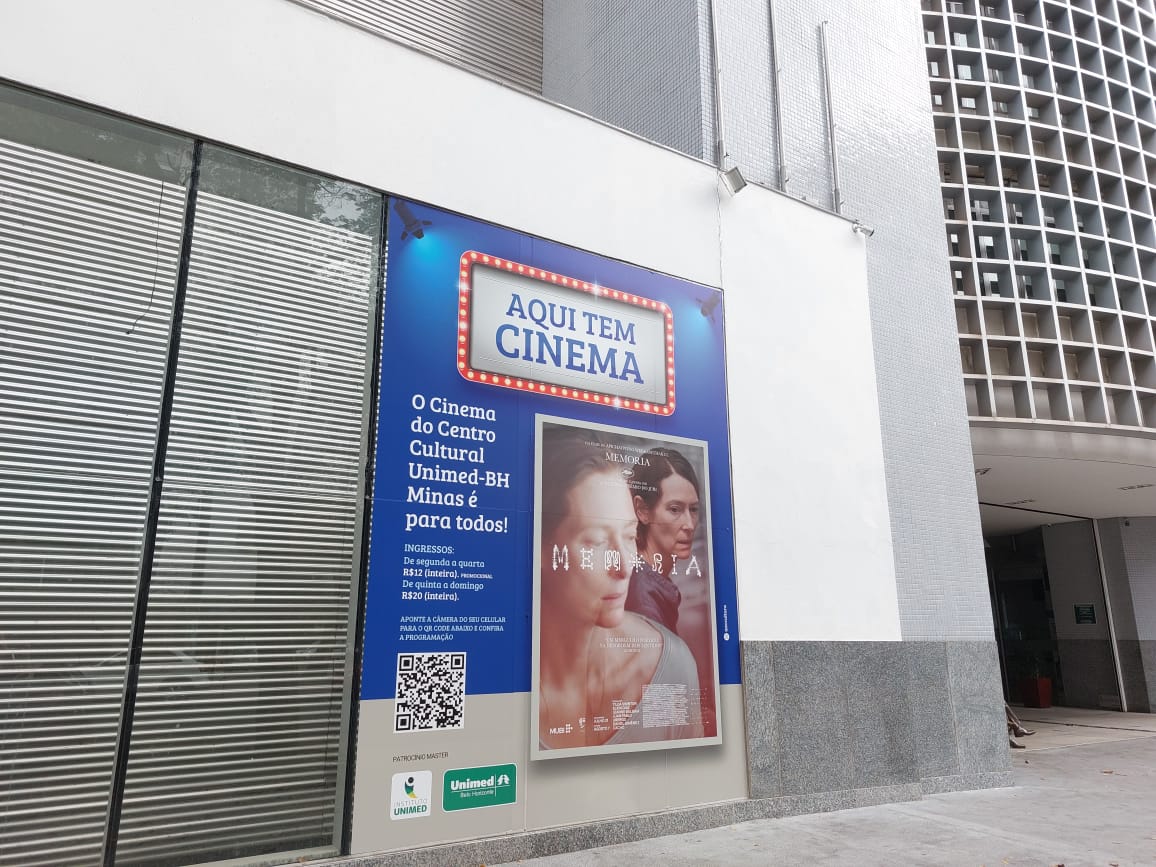 AQUI TEM
CINEMA
O Cinema
do Centro
Cultural
Unimed-BH
Minas é
para todos!
INGRESSOS:
De segunda a quarta
R$12 (inteira). PROMOCIONAL
De quinta a domingo
R$20 (inteira).
APONTE A CÂMERA DO SEU CELULAR
PARA O QR CODE ABAIXO E CONFIRA
A PROGRAMAÇÃO
PATROCÍNIO MASTER
INSTITUTO
UNIMED
Unimed
Belo Horizonte
MEMORIA
MEMORIA
MUBI